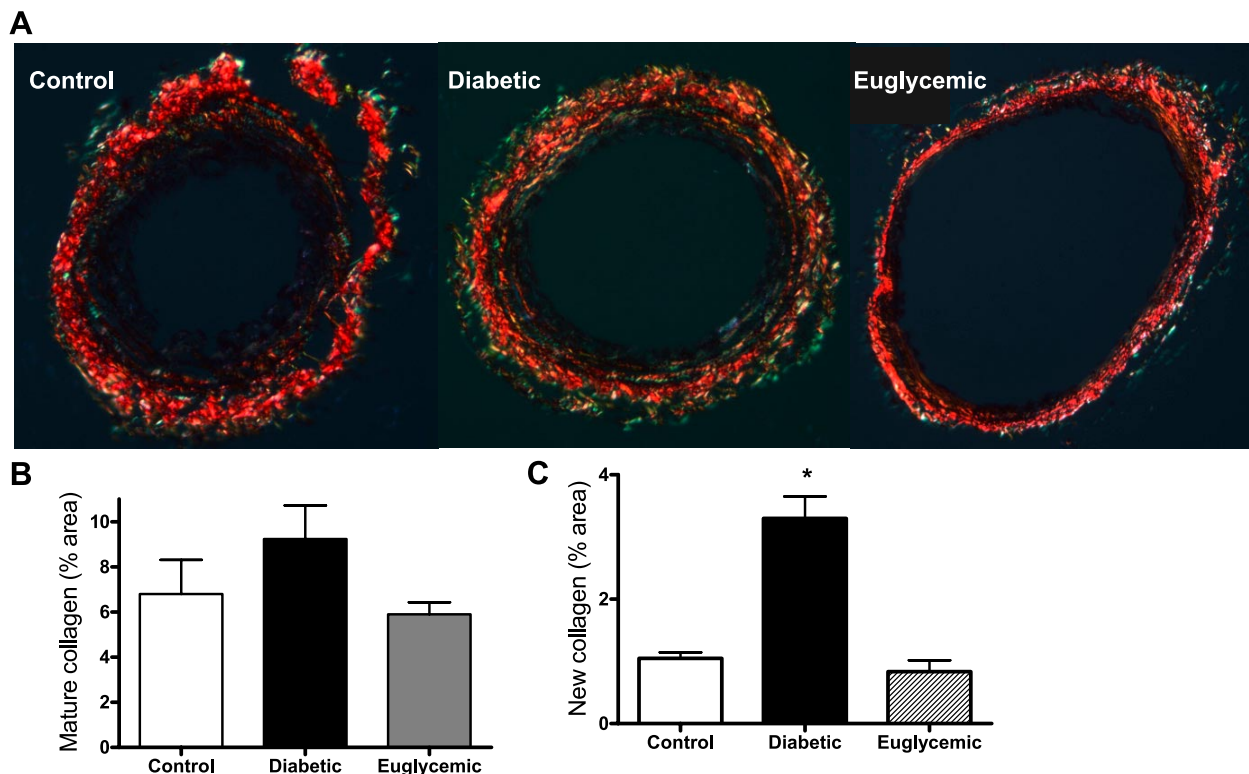 A
Control
Diabetic
Euglycemic
B
Mature collagen (% area)
10
8
6
4
2
0
Control
Diabetic
Euglycemic
C
New collagen (% area)
4
2
0
*
Control
Diabetic
Euglycemic